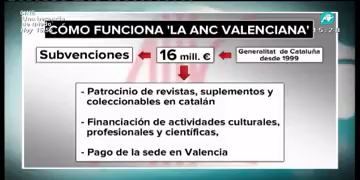 ¿CÓMO FUNCIONA 'LA ANC VALENCIANA'
Subvenciones
16 mill. €
Generalitat de Cataluña
desde 1999
- Patrocinio de revistas, suplementos y
coleccionables en catalán
- Financiación de actividades culturales,
profesionales y científicas,
- Pago de la sede en Valencia